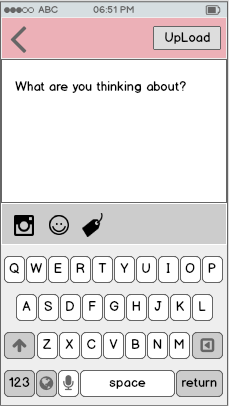 ABC 06:51 PM
UpLoad
What are you thinking about?
Q W E R T Y U I O P
A S D F G H J K L
Z X C V B N M
123 space return